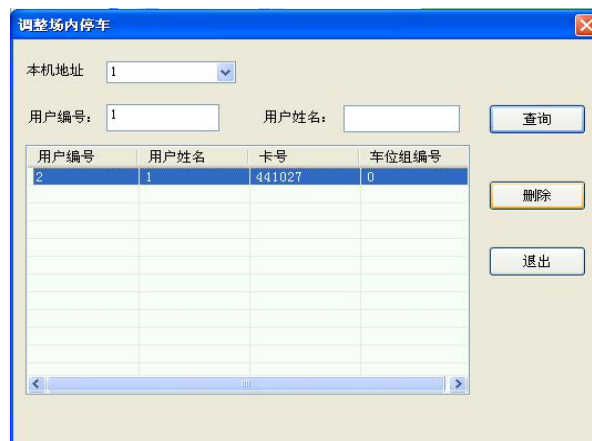 调整场内停车
本机地址 1
用户编号： 1 用户姓名： 查询
用户编号 用户姓名 卡号 车位组编号
2 1 441027 0
删除
退出